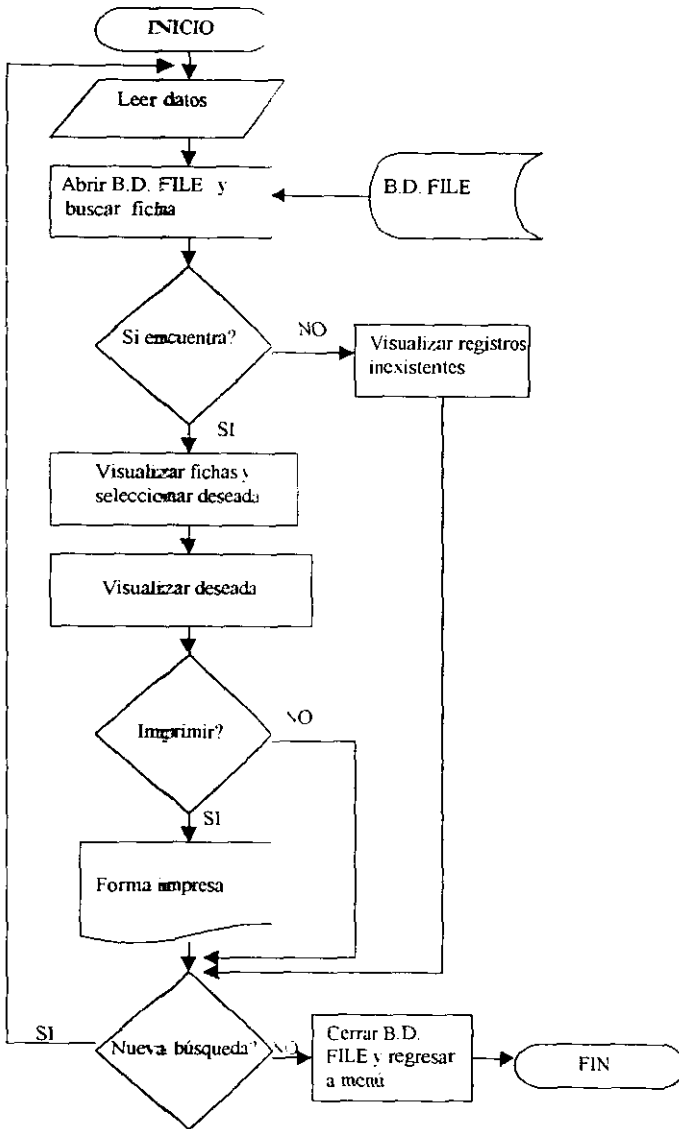 INICIO
Leer datos
Abrir B.D. FILE y
buscar ficha
B.D. FILE
Si encuentra?
NO
Visualizar registros
inexistentes
SI
Visualizar fichas y
seleccionar deseada
Visualizar deseada
Imprimir?
NO
SI
Forma impresa
SI
Nueva búsqueda?
NO
Cerrar B.D.
FILE y regresar
a menú
FIN